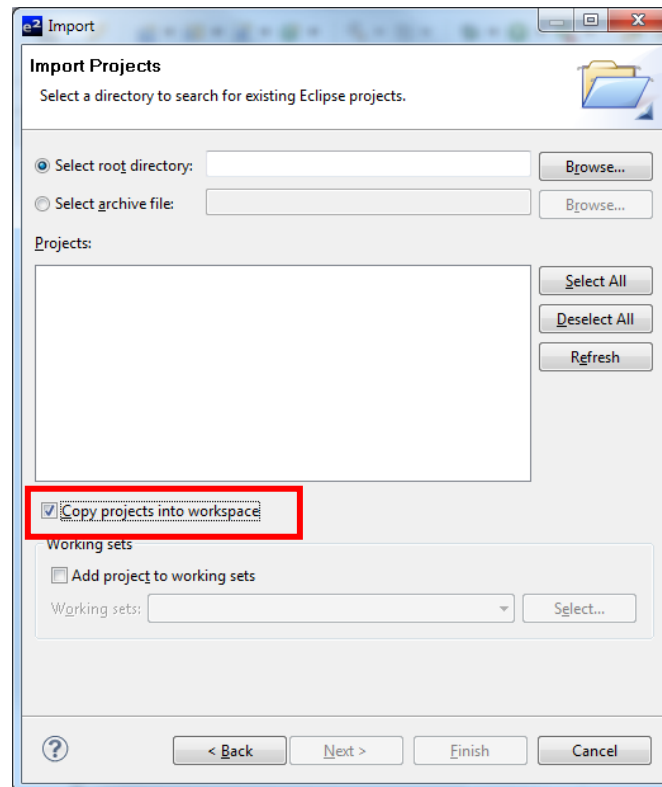 e² Import
Import Projects
Select a directory to search for existing Eclipse projects.
Select root directory:
Browse...
Select archive file:
Browse...
Projects:
Select All
Deselect All
Refresh
Copy projects into workspace
Working sets
Add project to working sets
Working sets:
Select...
?
< Back
Next >
Finish
Cancel